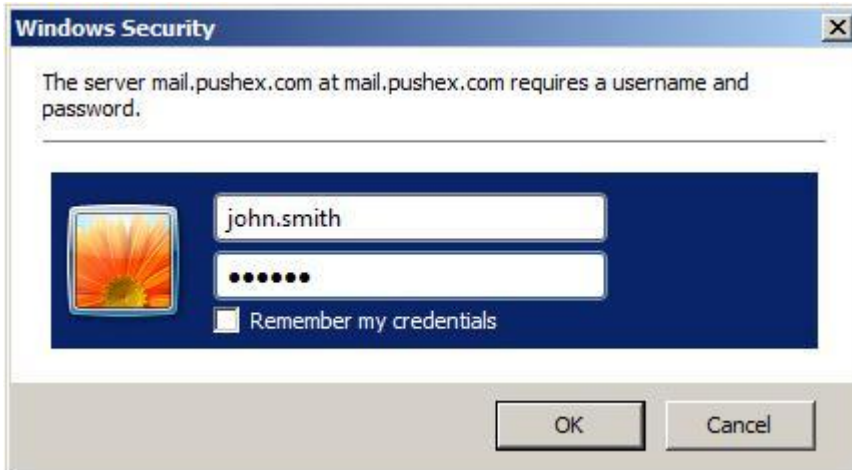 Windows Security
The server mail.pushex.com at mail.pushex.com requires a username and
password.
john.smith
●●●●●●
Remember my credentials
OK
Cancel